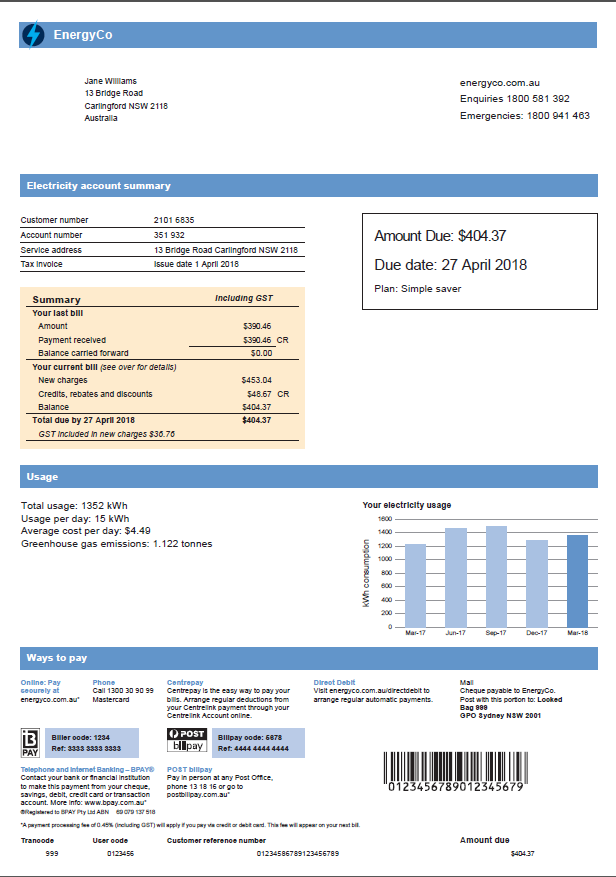 EnergyCo
Jane Williams
13 Bridge Road
Carlingford NSW 2118
Australia
energyco.com.au
Enquiries 1800 581 392
Emergencies: 1800 941 463
Electricity account summary
Customer number 2101 6835
Account number 351 932
Service address 13 Bridge Road Carlingford NSW 2118
Tax invoice Issue date 1 April 2018
Amount Due: $404.37
Due date: 27 April 2018
Plan: Simple saver
Summary Including GST
Your last bill
Amount $390.46
Payment received $390.46 CR
Balance carried forward $0.00
Your current bill (see over for details)
New charges $453.04
Credits, rebates and discounts $48.67 CR
Balance $404.37
Total due by 27 April 2018 $404.37
GST included in new charges $36.76
Usage
Total usage: 1352 kWh
Usage per day: 15 kWh
Average cost per day: $4.49
Greenhouse gas emissions: 1.122 tonnes
Your electricity usage
kWh consumption
1600
1400
1200
1000
800
600
400
200
0
Mar-17 Jun-17 Sep-17 Dec-17 Mar-18
Ways to pay
Online: Pay
securely at
energyco.com.au*
Phone
Call 1300 30 90 99
Mastercard
Centrepay
Centrepay is the easy way to pay your
bills. Arrange regular deductions from
your Centrelink payment through your
Centrelink Account online.
Direct Debit
Visit energyco.com.au/directdebit to
arrange regular automatic payments.
Mail
Cheque payable to EnergyCo.
Post with this portion to: Locked
Bag 999
GPO Sydney NSW 2001
B
PAY
Biller code: 1234
Ref: 3333 3333 3333
POST
billpay
Billpay code: 5678
Ref: 4444 4444 4444
Telephone and Internet Banking – BPAY®
Contact your bank or financial institution
to make this payment from your cheque,
savings, debit, credit card or transaction
account. More info: www.bpay.com.au*
®Registered to BPAY Pty Ltd ABN 69 079 137 518
POST billpay
Pay in person at any Post Office,
phone 13 18 16 or go to
postbillpay.com.au*
0123456789012345679
*A payment processing fee of 0.45% (including GST) will apply if you pay via credit or debit card. This fee will appear on your next bill.
Trancode User code Customer reference number Amount due
999 0123456 01234586789123456789 $404.37